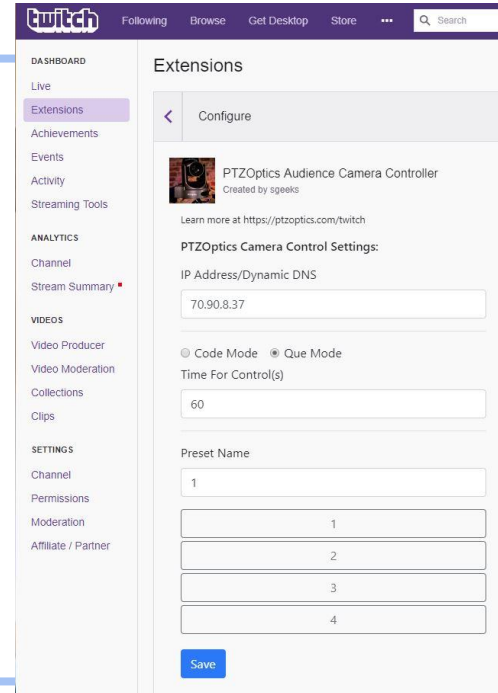 twitch
Following Browse Get Desktop Store ••• Search
DASHBOARD
Live
Extensions
Achievements
Events
Activity
Streaming Tools
ANALYTICS
Channel
Stream Summary
VIDEOS
Video Producer
Video Moderation
Collections
Clips
SETTINGS
Channel
Permissions
Moderation
Affiliate / Partner
Extensions
Configure
PTZOptics Audience Camera Controller
Created by sgeeks
Learn more at https://ptzoptics.com/twitch
PTZOptics Camera Control Settings:
IP Address/Dynamic DNS
70.90.8.37
Code Mode Que Mode
Time For Control(s)
60
Preset Name
1
1
2
3
4
Save